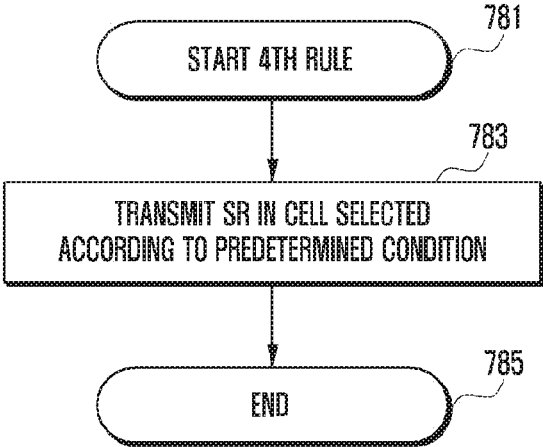 781
START 4TH RULE
783
TRANSMIT SR IN CELL SELECTED
ACCORDING TO PREDETERMINED CONDITION
785
END